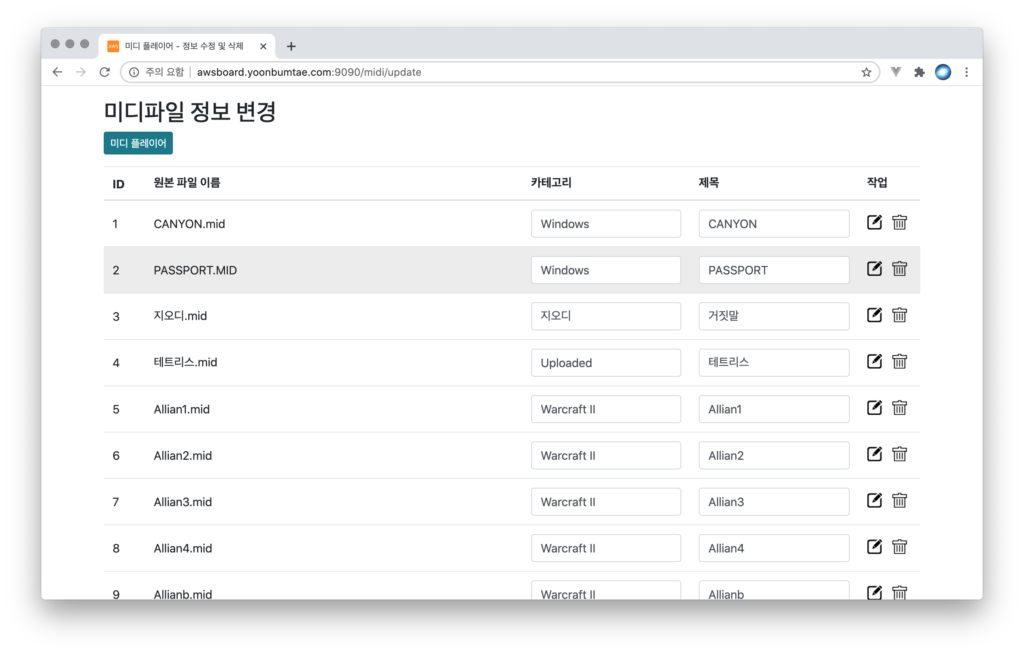 aws 미디 플레이어 - 정보 수정 및 삭제
주의 요함 awsboard.yoonbumtae.com:9090/midi/update
미디파일 정보 변경
미디 플레이어
ID 원본 파일 이름 카테고리 제목 작업
1 CANYON.mid Windows CANYON
2 PASSPORT.MID Windows PASSPORT
3 지오디.mid 지오디 거짓말
4 테트리스.mid Uploaded 테트리스
5 Allian1.mid Warcraft II Allian1
6 Allian2.mid Warcraft II Allian2
7 Allian3.mid Warcraft II Allian3
8 Allian4.mid Warcraft II Allian4
9 Allianb.mid Warcraft II Allianb